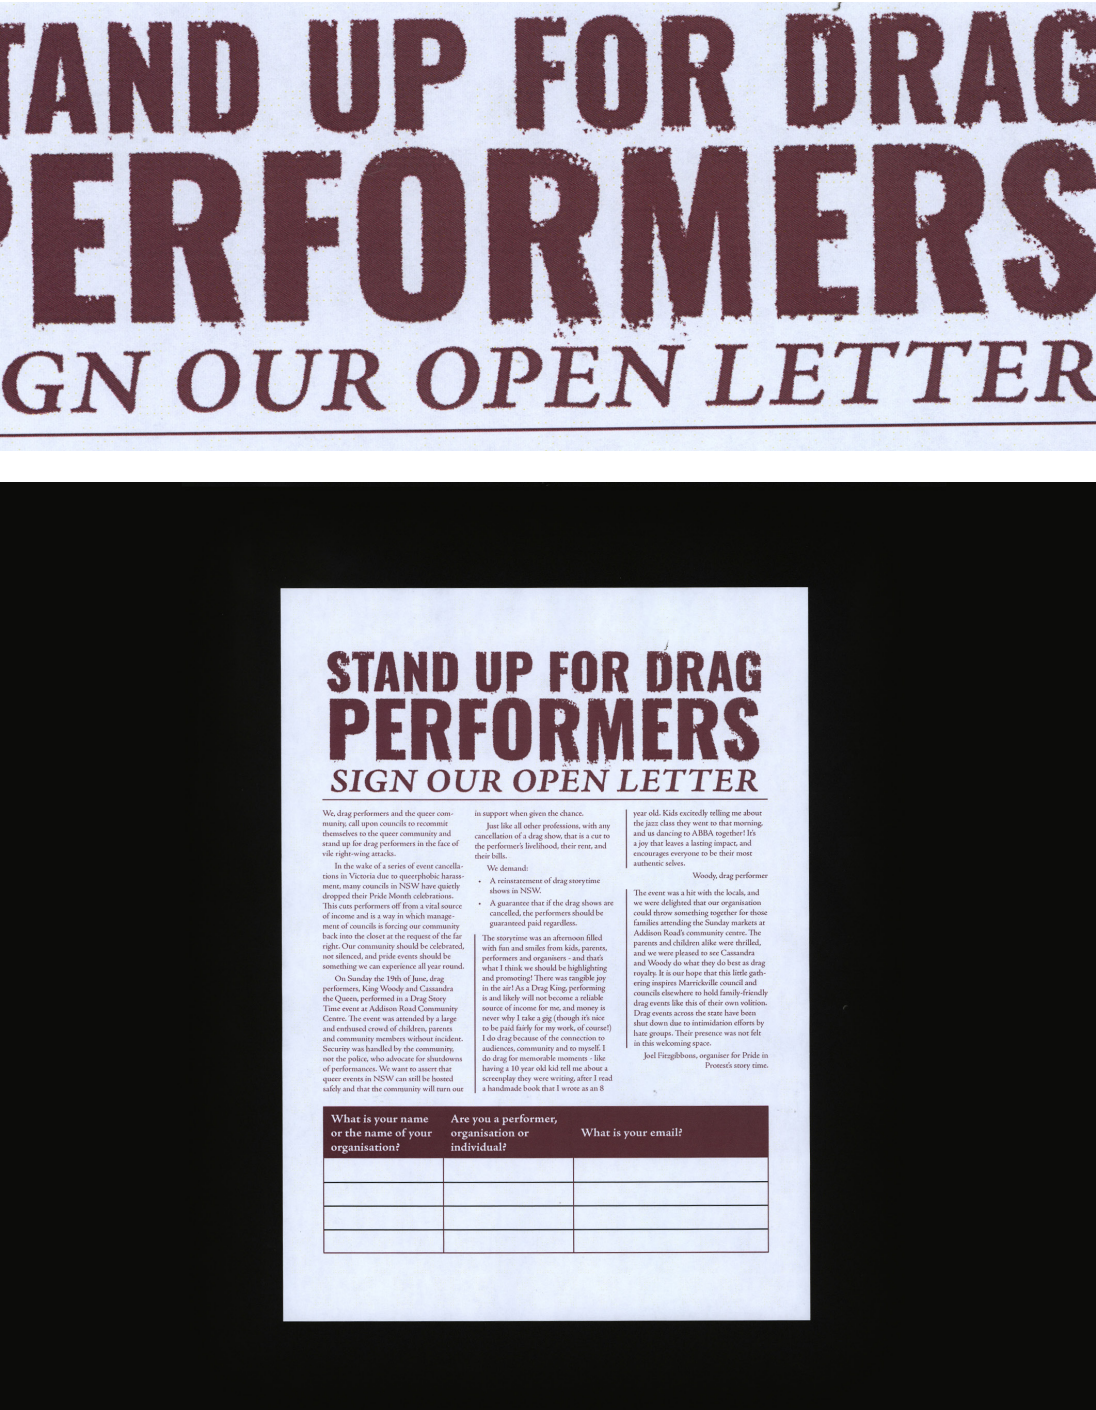 TAND UP FOR DRAG
PERFORMERS
GN OUR OPEN LETTER
STAND UP FOR DRAG
PERFORMERS
SIGN OUR OPEN LETTER
We, drag performers and the queer com-
munity, call upon councils to recommit
themselves to the queer community and
stand up for drag performers in the face of
vile right-wing attacks.
In the wake of a series of event cancella-
tions in Victoria due to queerphobic harass-
ment, many councils in NSW have quietly
dropped their Pride Month celebrations.
This cuts performers off from a vital source
of income and is a way in which manage-
ment of councils is forcing our community
back into the closet at the request of the far
right. Our community should be celebrated,
not silenced, and pride events should be
something we can experience all year round.
On Sunday the 19th of June, drag
performers, King Woody and Cassandra
the Queen, performed in a Drag Story
Time event at Addison Road Community
Centre. The event was attended by a large
and enthused crowd of children, parents
and community members without incident.
Security was handled by the community,
not the police, who advocate for shutdowns
of performances. We want to assert that
queer events in NSW can still be hosted
safely and that the community will turn out
in support when given the chance.
Just like all other professions, with any
cancellation of a drag show, that is a cut to
the performer's livelihood, their rent, and
their bills.
We demand:
• A reinstatement of drag storytime
shows in NSW.
• A guarantee that if the drag shows are
cancelled, the performers should be
guaranteed paid regardless.
The storytime was an afternoon filled
with fun and smiles from kids, parents,
performers and organisers - and that's
what I think we should be highlighting
and promoting! There was tangible joy
in the air! As a Drag King, performing
is and likely will not become a reliable
source of income for me, and money is
never why I take a gig (though it's nice
to be paid fairly for my work, of course!)
I do drag because of the connection to
audiences, community and to myself. I
do drag for memorable moments - like
having a 10 year old kid tell me about a
screenplay they were writing, after I read
a handmade book that I wrote as an 8
year old. Kids excitedly telling me about
the jazz class they went to that morning,
and us dancing to ABBA together! It's
a joy that leaves a lasting impact, and
encourages everyone to be their most
authentic selves.
Woody, drag performer
The event was a hit with the locals, and
we were delighted that our organisation
could throw something together for those
families attending the Sunday markets at
Addison Road's community centre. The
parents and children alike were thrilled,
and we were pleased to see Cassandra
and Woody do what they do best as drag
royalty. It is our hope that this little gath-
ering inspires Marrickville council and
councils elsewhere to hold family-friendly
drag events like this of their own volition.
Drag events across the state have been
shut down due to intimidation efforts by
hate groups. Their presence was not felt
in this welcoming space.
Joel Fitzgibbons, organiser for Pride in
Protest's story time.
What is your name
or the name of your
organisation?
Are you a performer,
organisation or
individual?
What is your email?